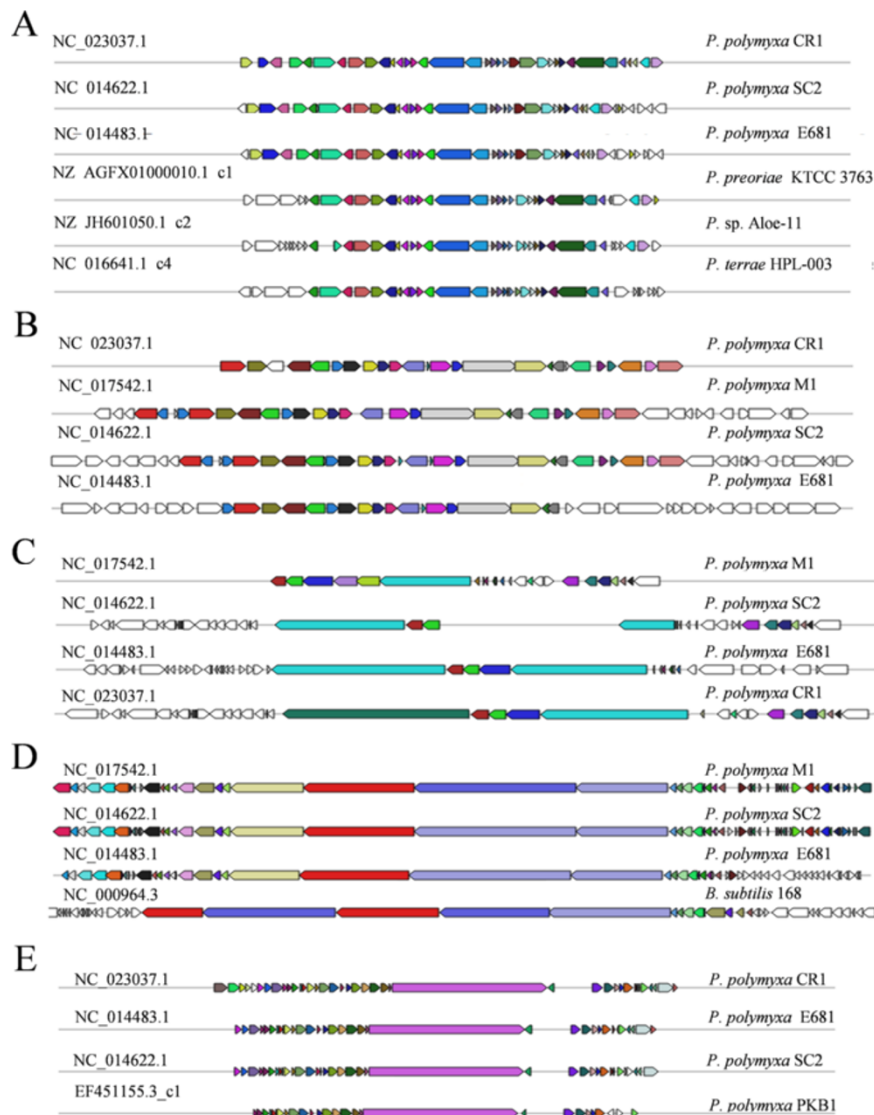 A
NC_023037.1 P. polymyxa CR1
NC 014622.1 P. polymyxa SC2
NC 014483.1 P. polymyxa E681
NZ AGFX01000010.1 c1 P. preoriae KTCC 3763
NZ JH601050.1 c2 P. sp. Aloe-11
NC 016641.1 c4 P. terrae HPL-003
B
NC 023037.1 P. polymyxa CR1
NC_017542.1 P. polymyxa M1
NC_014622.1 P. polymyxa SC2
NC_014483.1 P. polymyxa E681
C
NC_017542.1 P. polymyxa M1
NC_014622.1 P. polymyxa SC2
NC_014483.1 P. polymyxa E681
NC_023037.1 P. polymyxa CR1
D
NC_017542.1 P. polymyxa M1
NC_014622.1 P. polymyxa SC2
NC_014483.1 P. polymyxa E681
NC_000964.3 B. subtilis 168
E
NC_023037.1 P. polymyxa CR1
NC_014483.1 P. polymyxa E681
NC_014622.1 P. polymyxa SC2
EF451155.3_c1 P. polymyxa PKB1